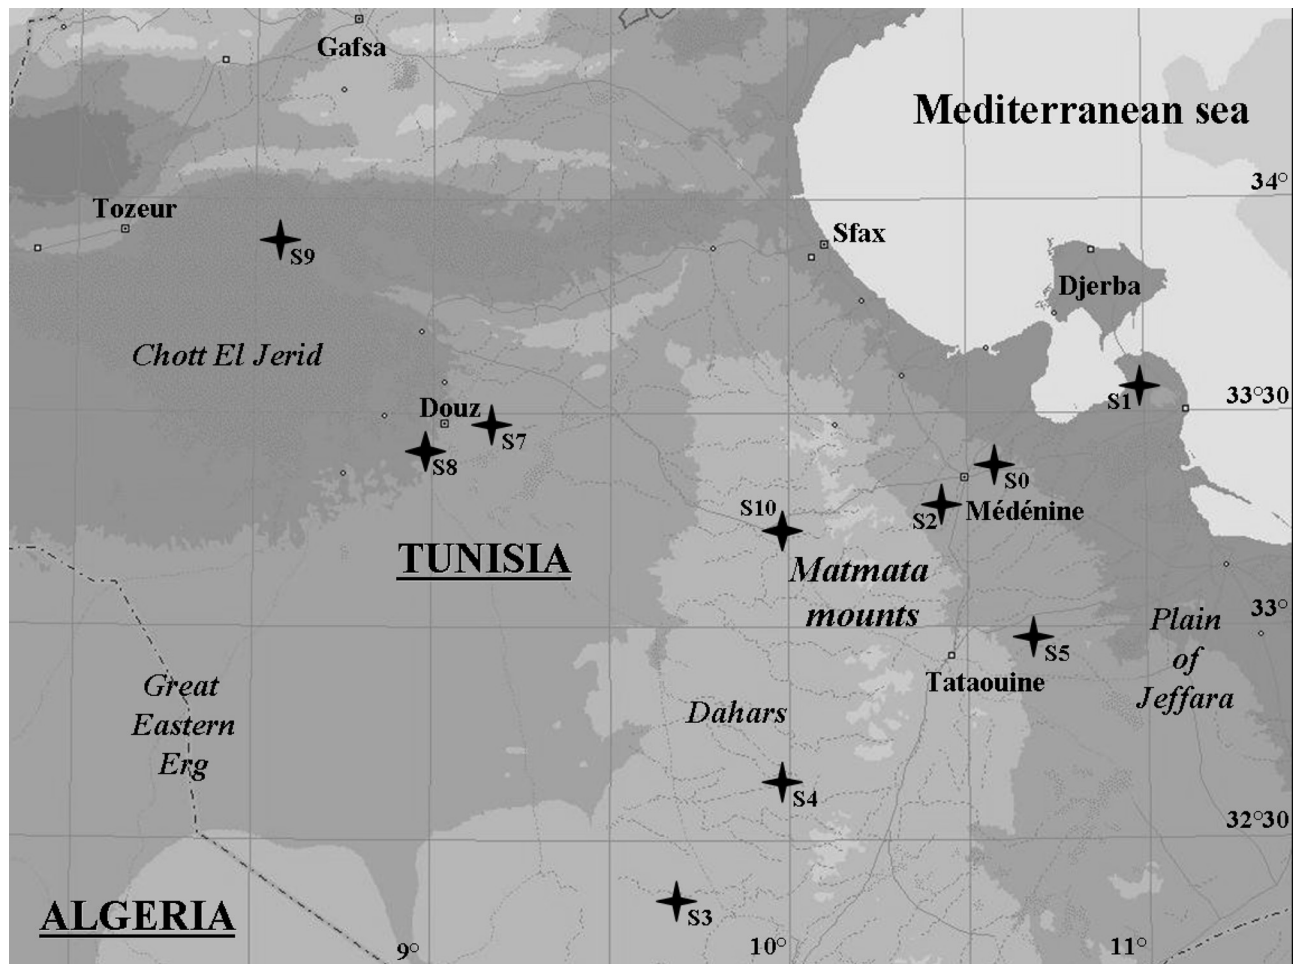 Gafsa
Mediterranean sea
34°
Tozeur
Sfax
S9
Djerba
Chott El Jerid
33°30
S1
Douz
S7
S8
S0
S10
S2
Médénine
TUNISIA
Matmata
mounts
33°
Plain
of
Jeffara
S5
Tataouine
Great
Eastern
Erg
Dahars
S4
32°30
ALGERIA
S3
9°
10°
11°